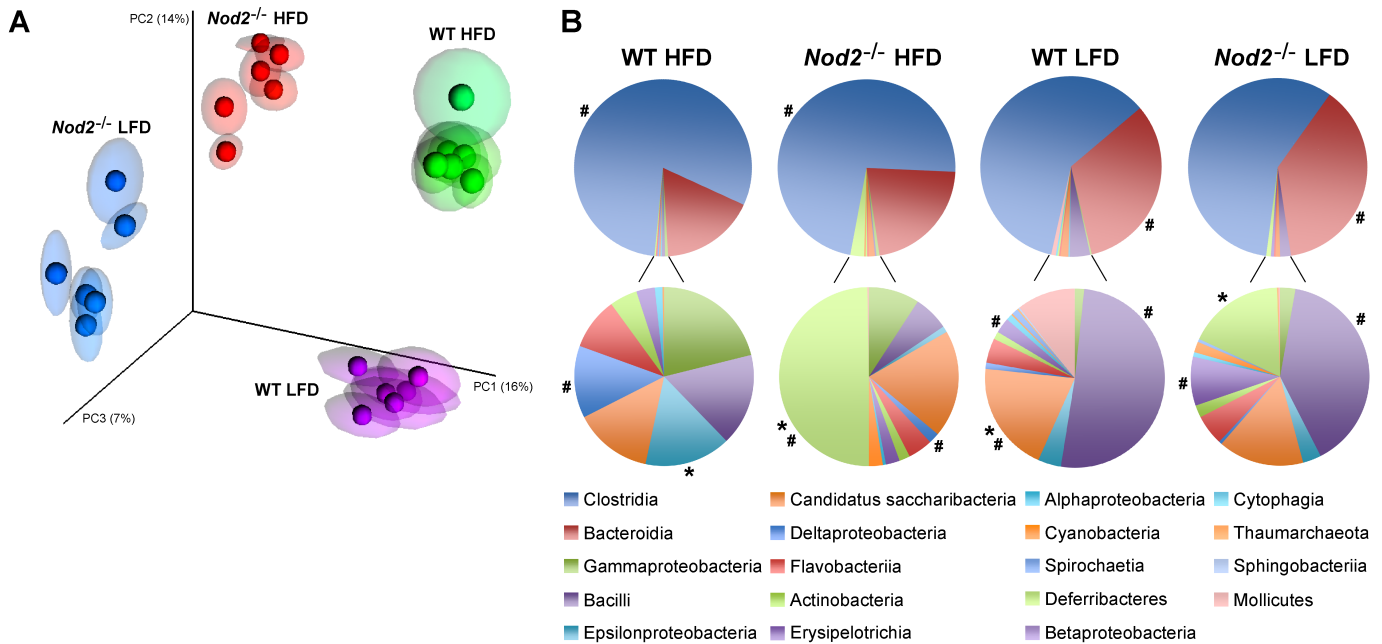 A
PC2 (14%)
Nod2⁻/⁻ HFD
WT HFD
Nod2⁻/⁻ LFD
WT LFD
PC1 (16%)
PC3 (7%)
B
WT HFD
Nod2⁻/⁻ HFD
WT LFD
Nod2⁻/⁻ LFD
#
#
#
#
#
*
*
#
#
*
#
#
#
*
#
#
Clostridia
Candidatus saccharibacteria
Alphaproteobacteria
Cytophagia
Bacteroidia
Deltaproteobacteria
Cyanobacteria
Thaumarchaeota
Gammaproteobacteria
Flavobacteriia
Spirochaetia
Sphingobacteriia
Bacilli
Actinobacteria
Deferribacteres
Mollicutes
Epsilonproteobacteria
Erysipelotrichia
Betaproteobacteria